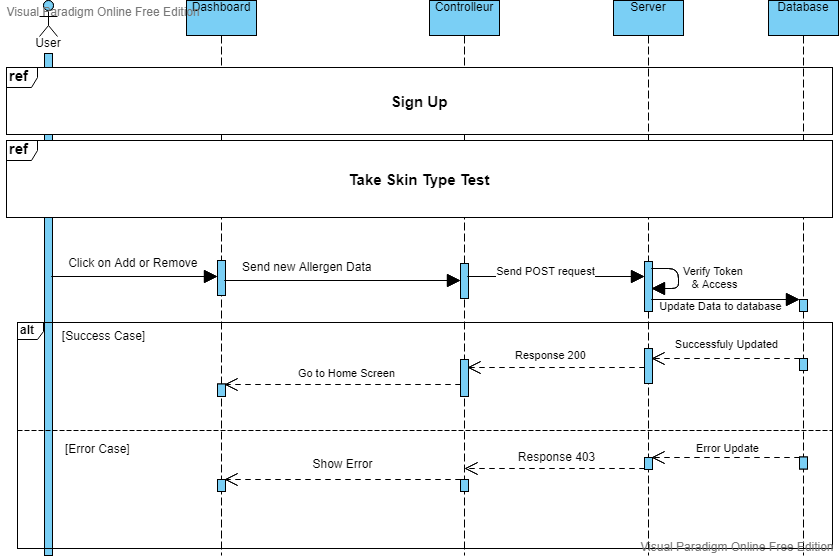 Visual Paradigm Online Free Edition
User
Dashboard
Controlleur
Server
Database
ref
Sign Up
ref
Take Skin Type Test
Click on Add or Remove
Send new Allergen Data
Send POST request
Verify Token
& Access
Update Data to database
alt
[Success Case]
Successfuly Updated
Response 200
Go to Home Screen
[Error Case]
Error Update
Response 403
Show Error
Visual Paradigm Online Free Edition